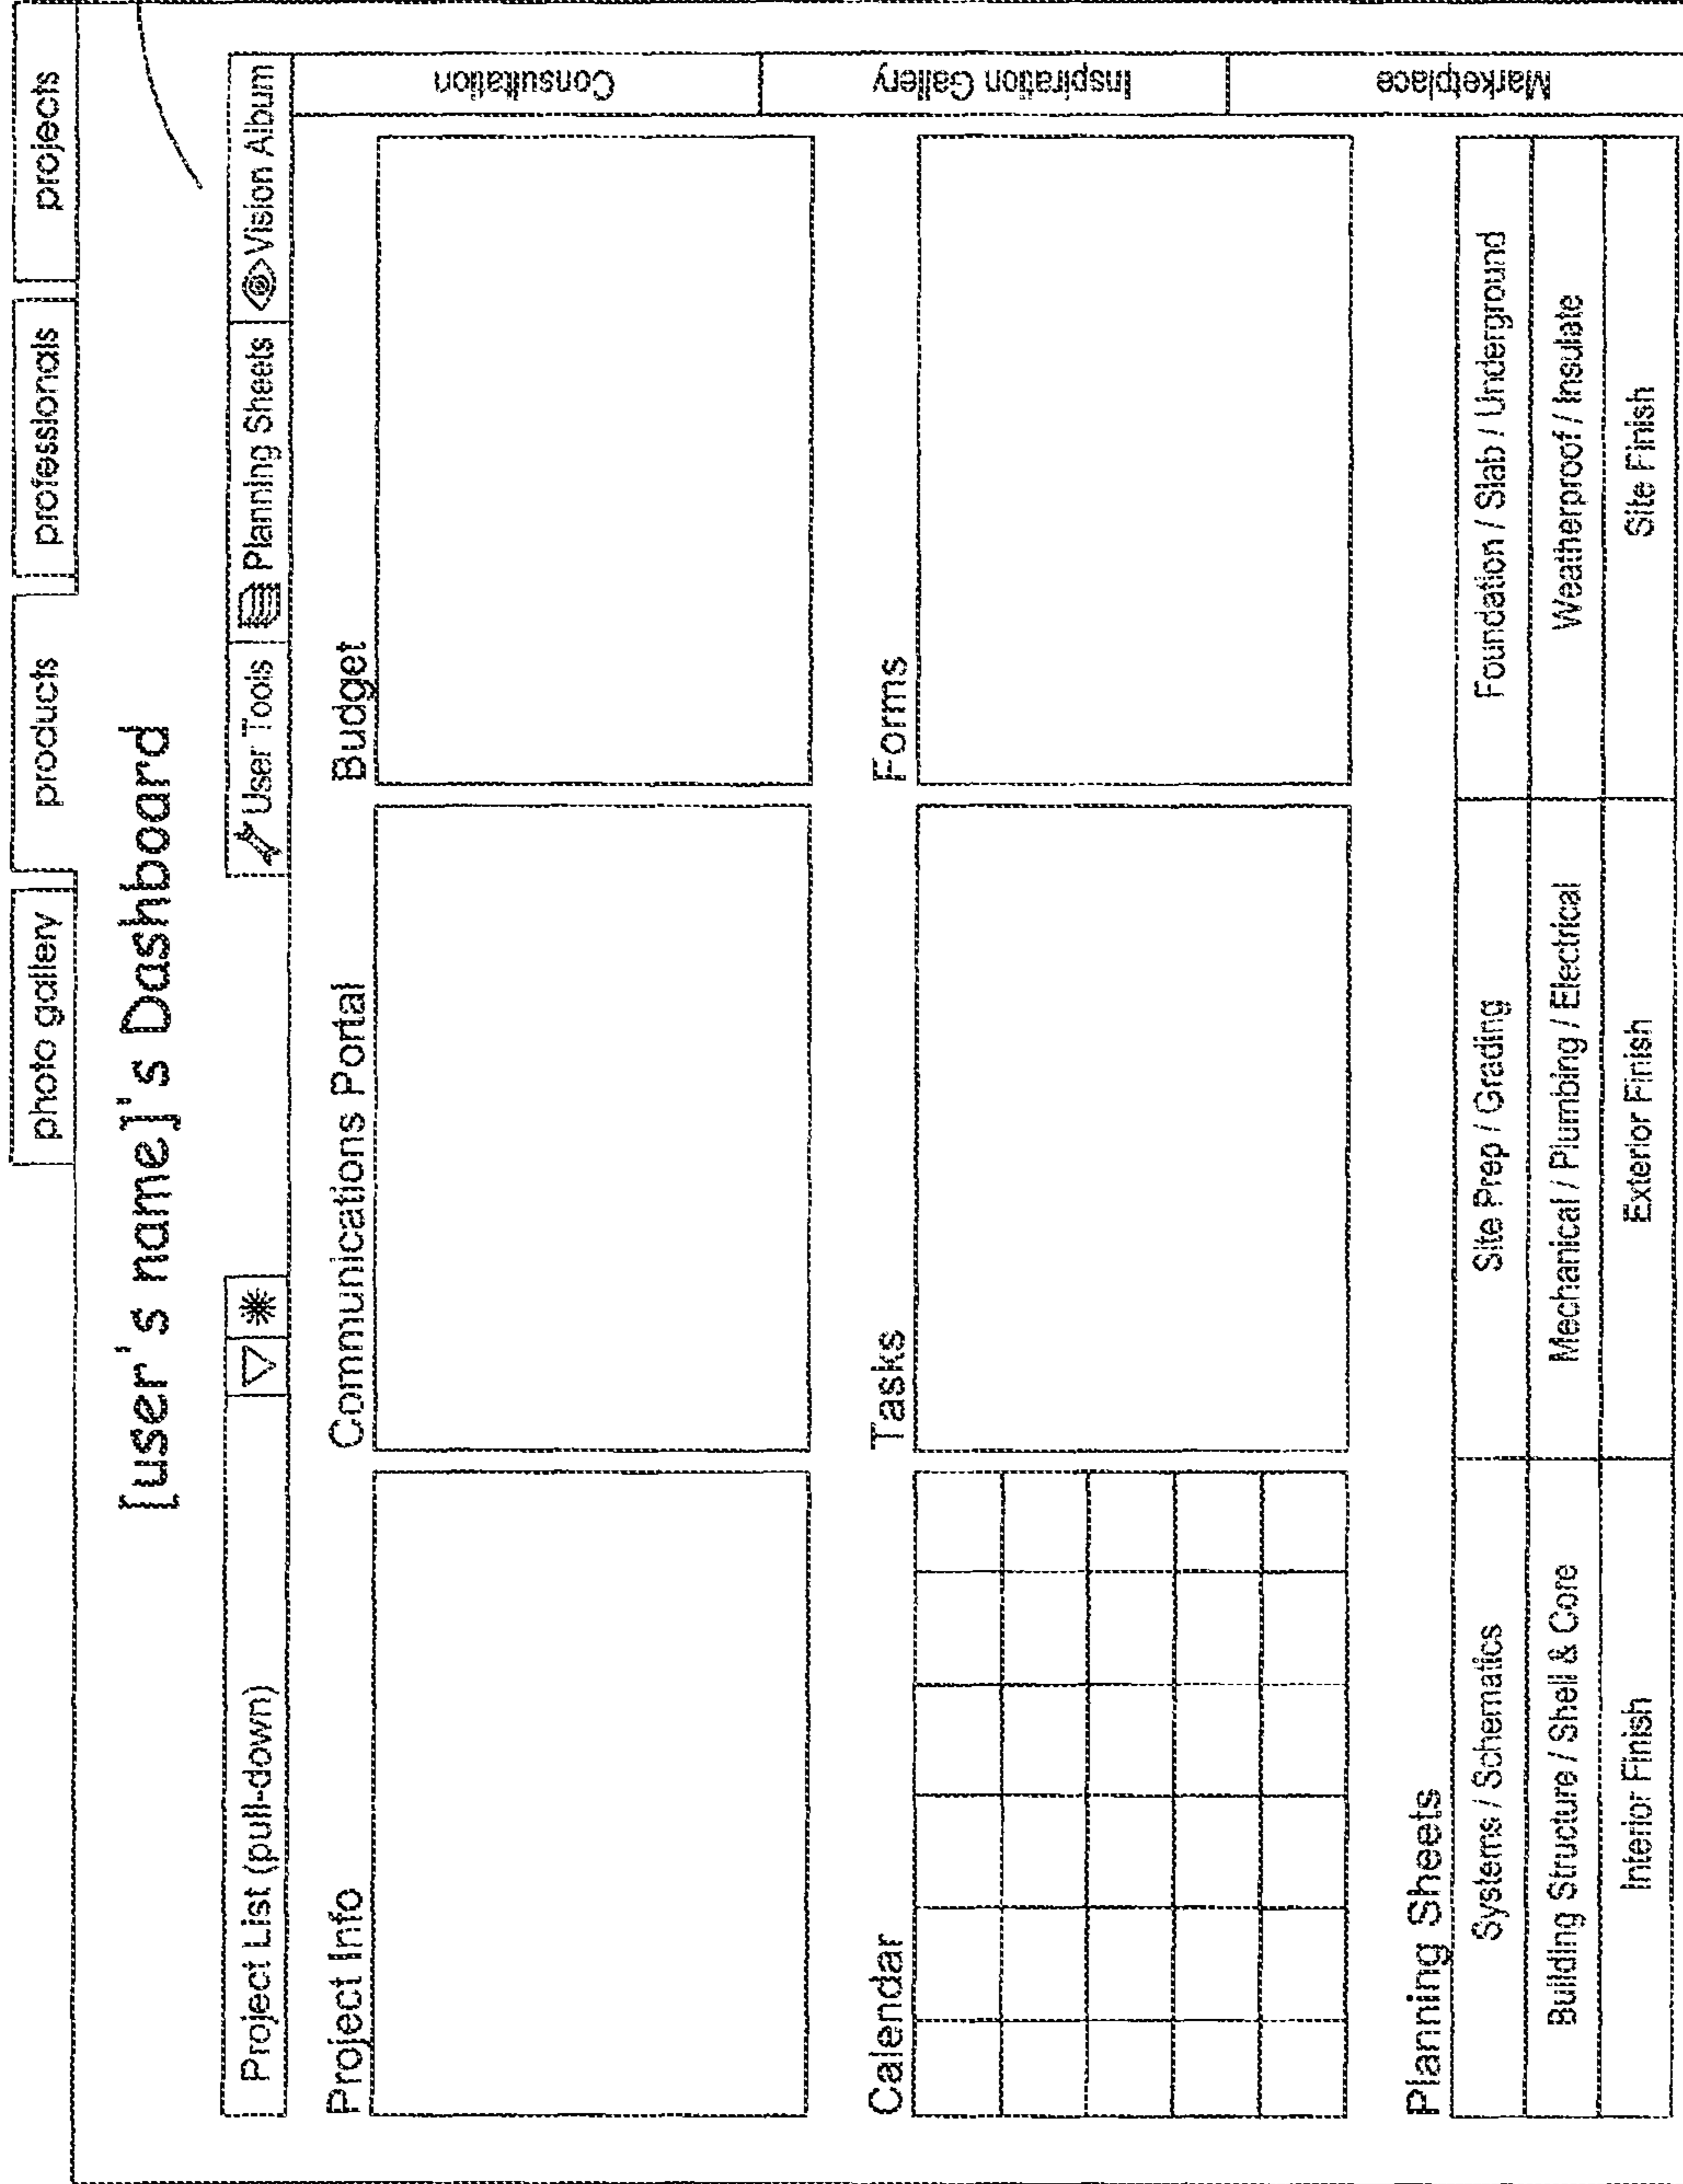 photo gallery
products
professionals
projects
[user's name]'s Dashboard
Project List (pull-down)
User Tools
Planning Sheets
Vision Album
Project Info
Communications Portal
Budget
Consultation
Calendar
Tasks
Forms
Inspiration Gallery
Marketplace
Planning Sheets
Systems / Schematics
Site Prep / Grading
Foundation / Slab / Underground
Building Structure / Shell & Core
Mechanical / Plumbing / Electrical
Weatherproof / Insulate
Interior Finish
Exterior Finish
Site Finish